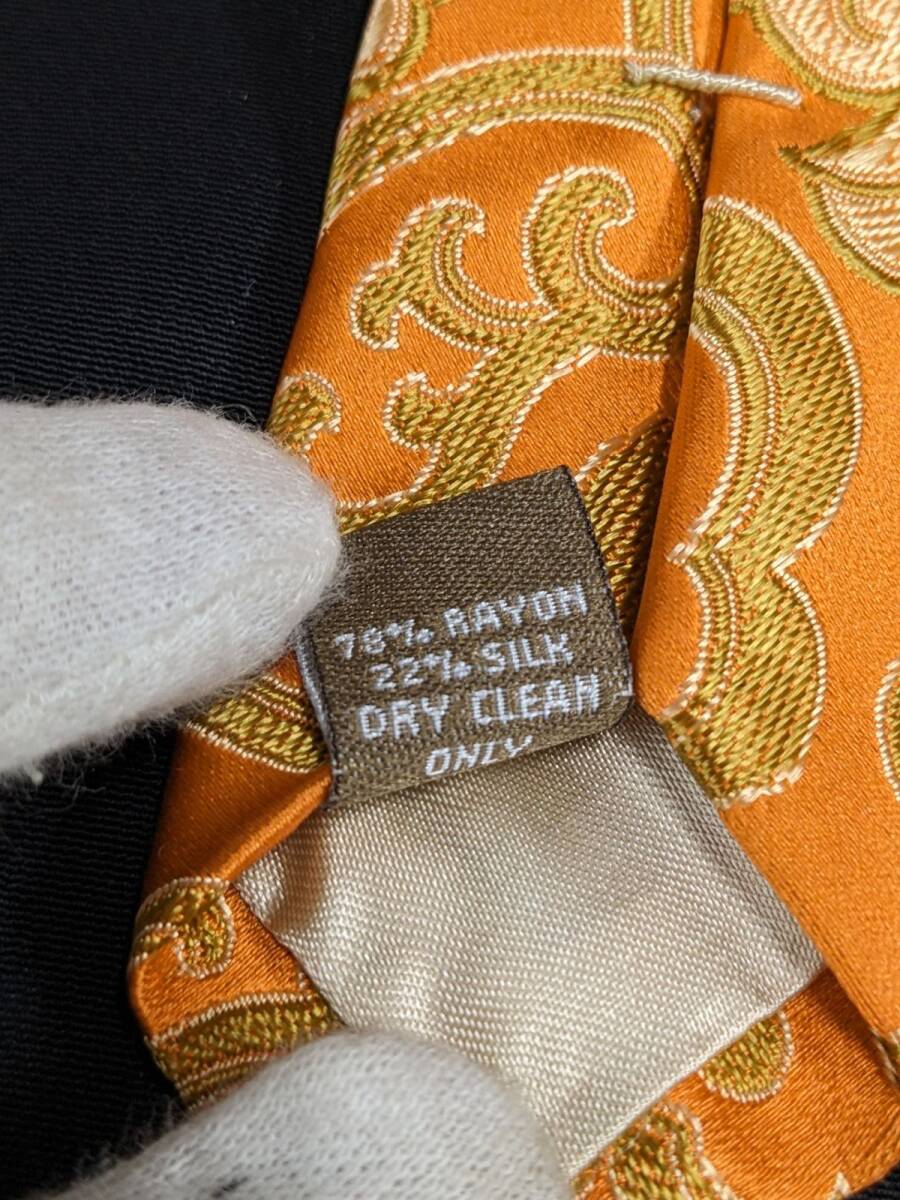 78% RAYON
22% SILK
DRY CLEAN
ONLY